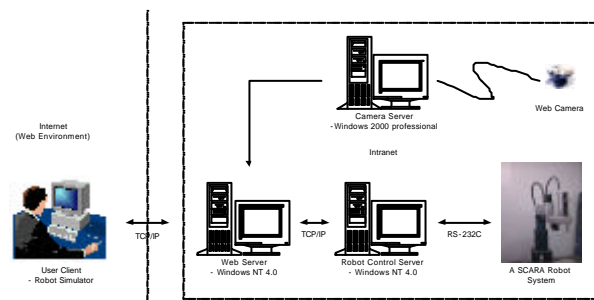 Internet
(Web Environment)
Camera Server
-Windows 2000 professional
Web Camera
Intranet
TCP/IP
TCP/IP
RS-232C
User Client
- Robot Simulator
Web Server
- Windows NT 4.0
Robot Control Server
- Windows NT 4.0
A SCARA Robot
System